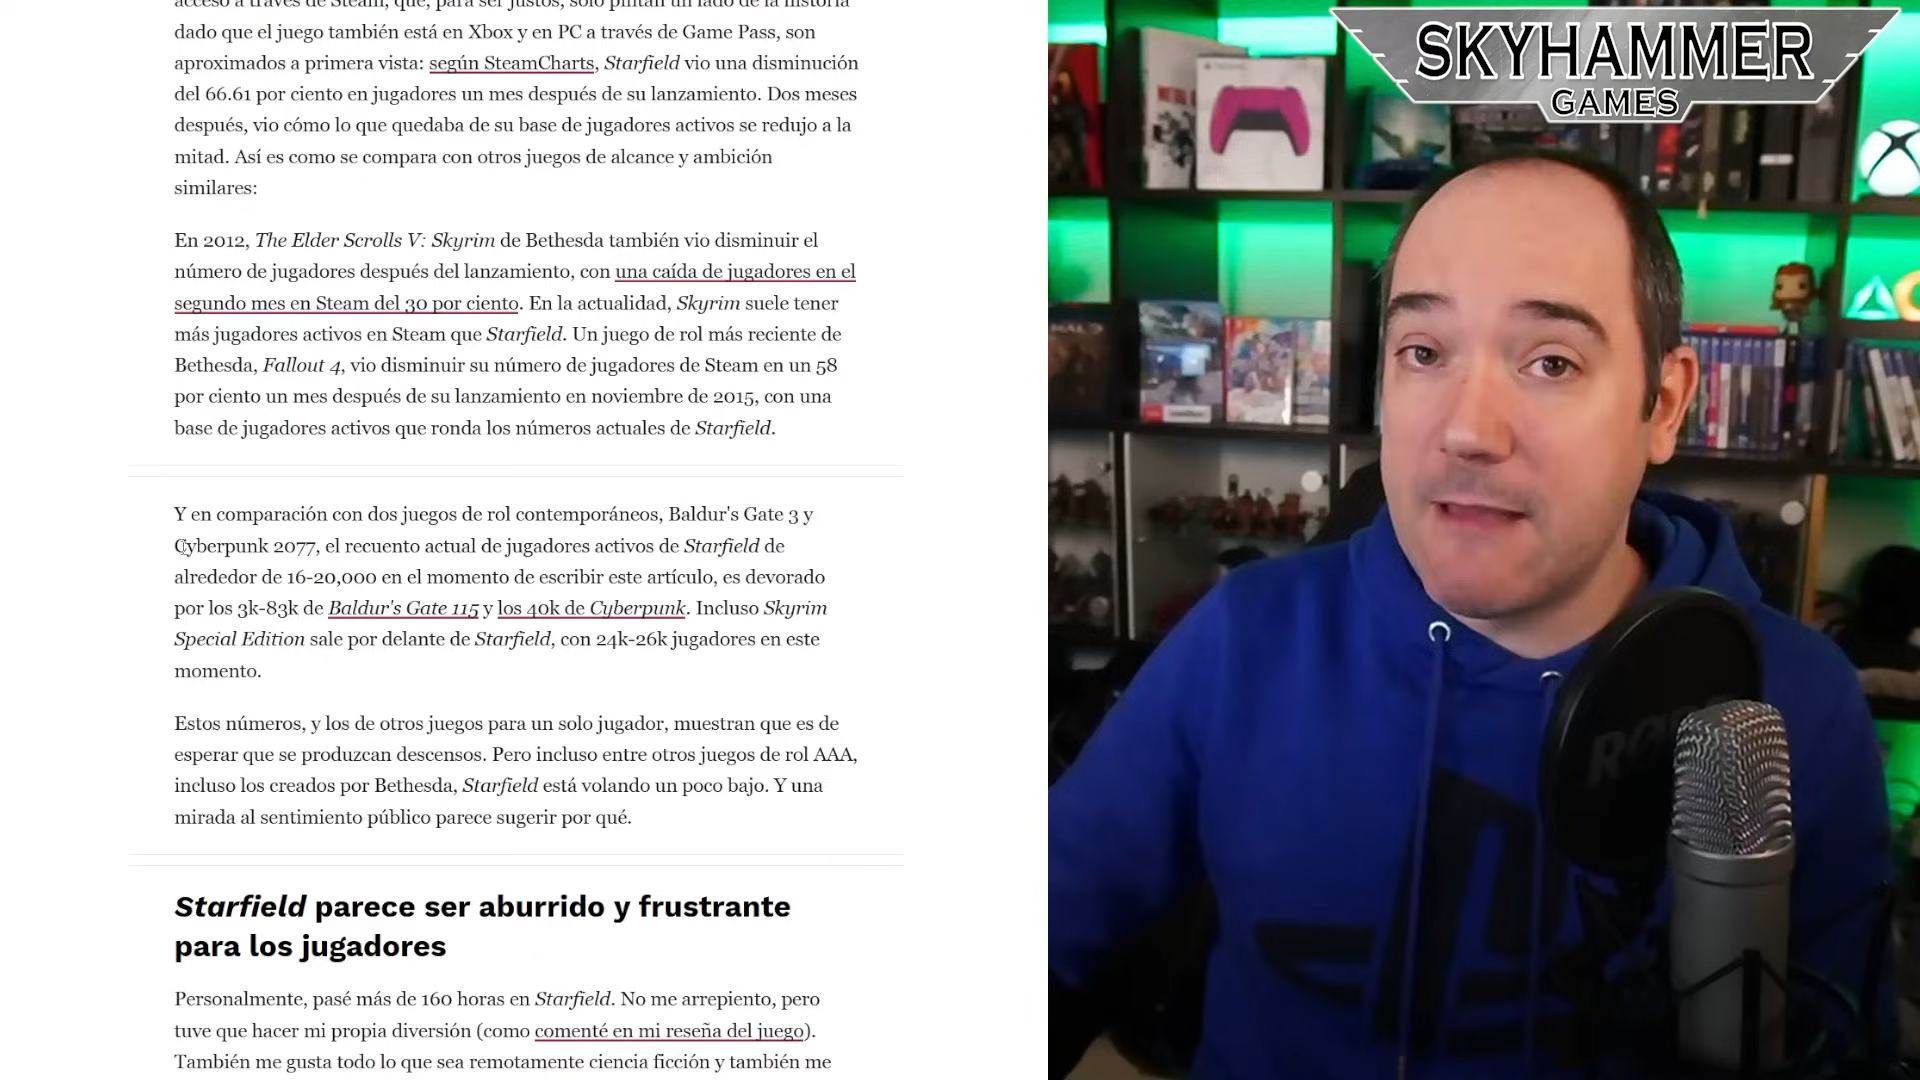 acceso a través de Steam, que, para ser justos, solo pintan un lado de la historia
dado que el juego también está en Xbox y en PC a través de Game Pass, son
aproximados a primera vista: según SteamCharts, Starfield vio una disminución
del 66.61 por ciento en jugadores un mes después de su lanzamiento. Dos meses
después, vio cómo lo que quedaba de su base de jugadores activos se redujo a la
mitad. Así es como se compara con otros juegos de alcance y ambición
similares:
En 2012, The Elder Scrolls V: Skyrim de Bethesda también vio disminuir el
número de jugadores después del lanzamiento, con una caída de jugadores en el
segundo mes en Steam del 30 por ciento. En la actualidad, Skyrim suele tener
más jugadores activos en Steam que Starfield. Un juego de rol más reciente de
Bethesda, Fallout 4, vio disminuir su número de jugadores de Steam en un 58
por ciento un mes después de su lanzamiento en noviembre de 2015, con una
base de jugadores activos que ronda los números actuales de Starfield.
Y en comparación con dos juegos de rol contemporáneos, Baldur's Gate 3 y
Cyberpunk 2077, el recuento actual de jugadores activos de Starfield de
alrededor de 16-20,000 en el momento de escribir este artículo, es devorado
por los 3k-83k de Baldur's Gate 115 y los 40k de Cyberpunk. Incluso Skyrim
Special Edition sale por delante de Starfield, con 24k-26k jugadores en este
momento.
Estos números, y los de otros juegos para un solo jugador, muestran que es de
esperar que se produzcan descensos. Pero incluso entre otros juegos de rol AAA,
incluso los creados por Bethesda, Starfield está volando un poco bajo. Y una
mirada al sentimiento público parece sugerir por qué.
Starfield parece ser aburrido y frustrante
para los jugadores
Personalmente, pasé más de 160 horas en Starfield. No me arrepiento, pero
tuve que hacer mi propia diversión (como comenté en mi reseña del juego).
También me gusta todo lo que sea remotamente ciencia ficción y también me
SKYHAMMER
GAMES